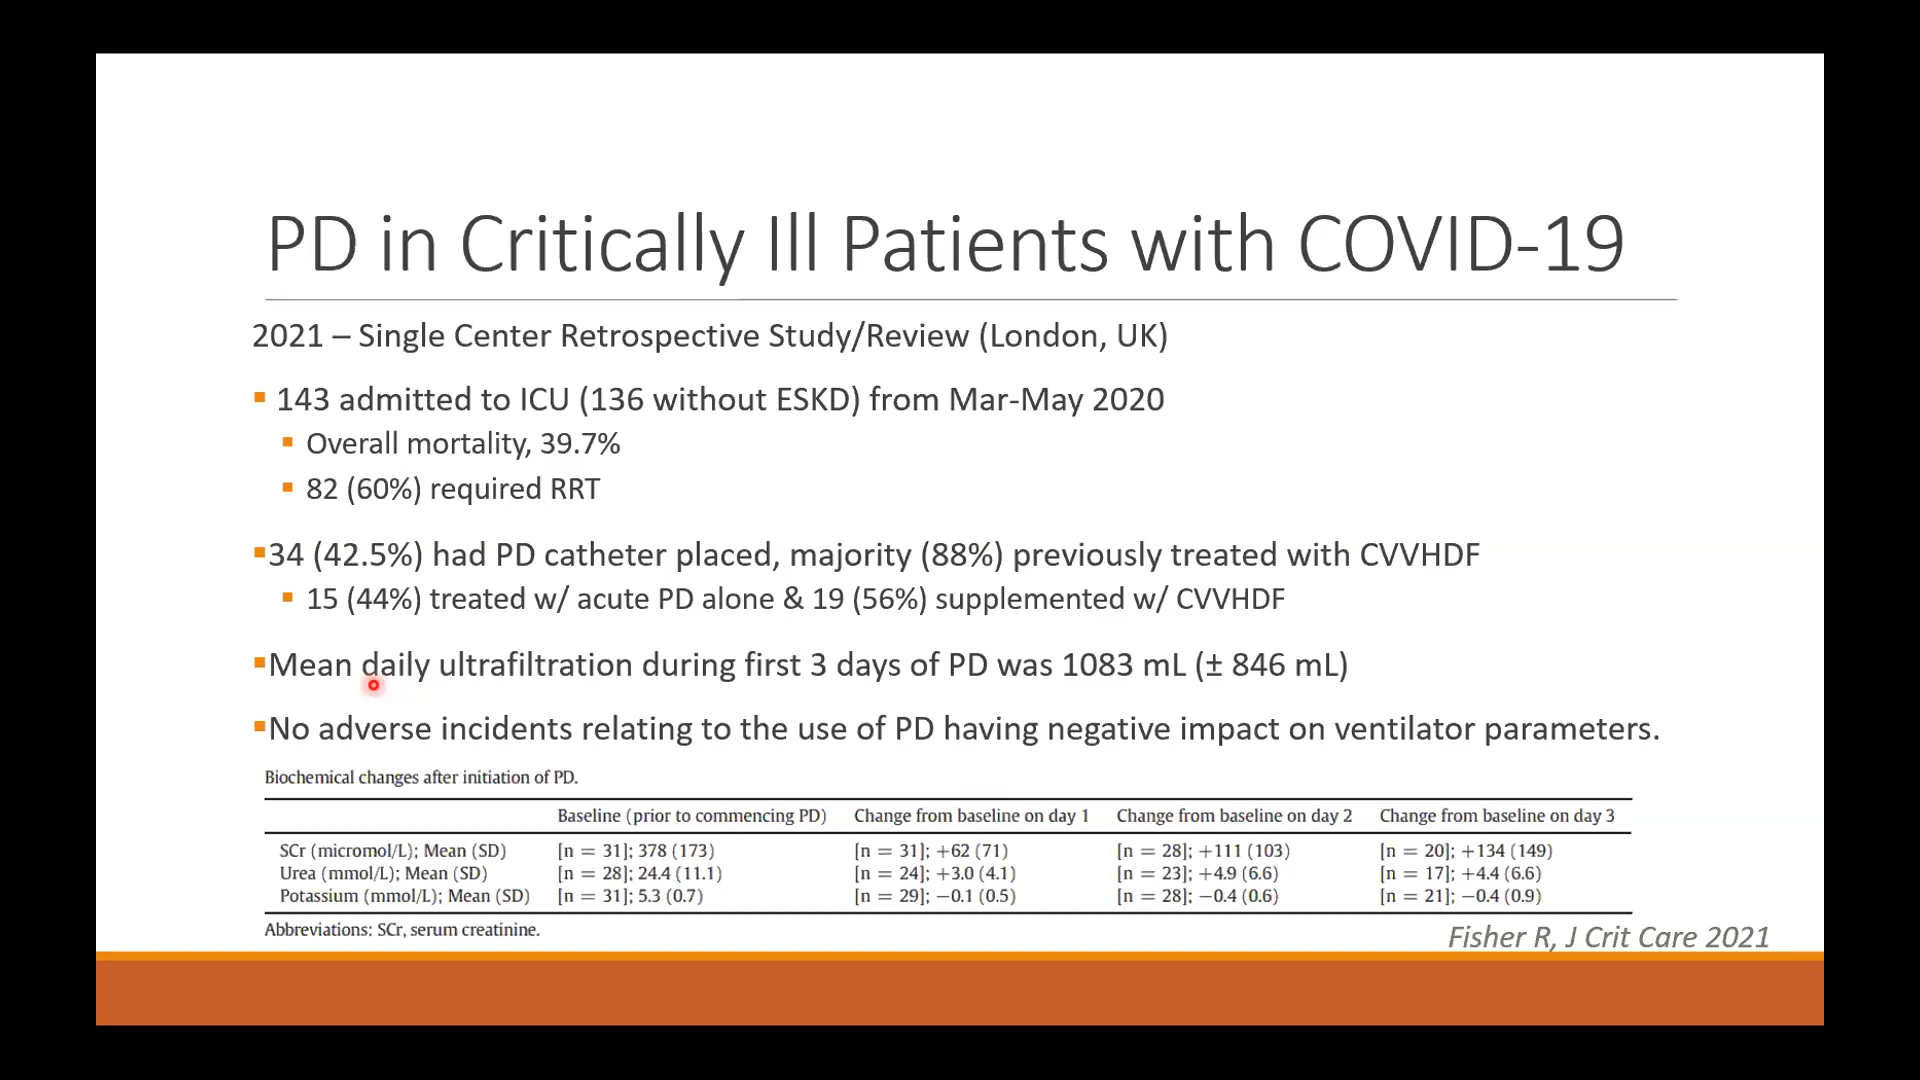 PD in Critically Ill Patients with COVID-19
2021 – Single Center Retrospective Study/Review (London, UK)
▪ 143 admitted to ICU (136 without ESKD) from Mar-May 2020
▪ Overall mortality, 39.7%
▪ 82 (60%) required RRT
▪34 (42.5%) had PD catheter placed, majority (88%) previously treated with CVVHDF
▪ 15 (44%) treated w/ acute PD alone & 19 (56%) supplemented w/ CVVHDF
▪Mean daily ultrafiltration during first 3 days of PD was 1083 mL (± 846 mL)
▪No adverse incidents relating to the use of PD having negative impact on ventilator parameters.
Biochemical changes after initiation of PD.
Baseline (prior to commencing PD) Change from baseline on day 1 Change from baseline on day 2 Change from baseline on day 3
SCr (micromol/L); Mean (SD) [n = 31]; 378 (173) [n = 31]; +62 (71) [n = 28]; +111 (103) [n = 20]; +134 (149)
Urea (mmol/L); Mean (SD) [n = 28]; 24.4 (11.1) [n = 24]; +3.0 (4.1) [n = 23]; +4.9 (6.6) [n = 17]; +4.4 (6.6)
Potassium (mmol/L); Mean (SD) [n = 31]; 5.3 (0.7) [n = 29]; −0.1 (0.5) [n = 28]; −0.4 (0.6) [n = 21]; −0.4 (0.9)
Abbreviations: SCr, serum creatinine.
Fisher R, J Crit Care 2021